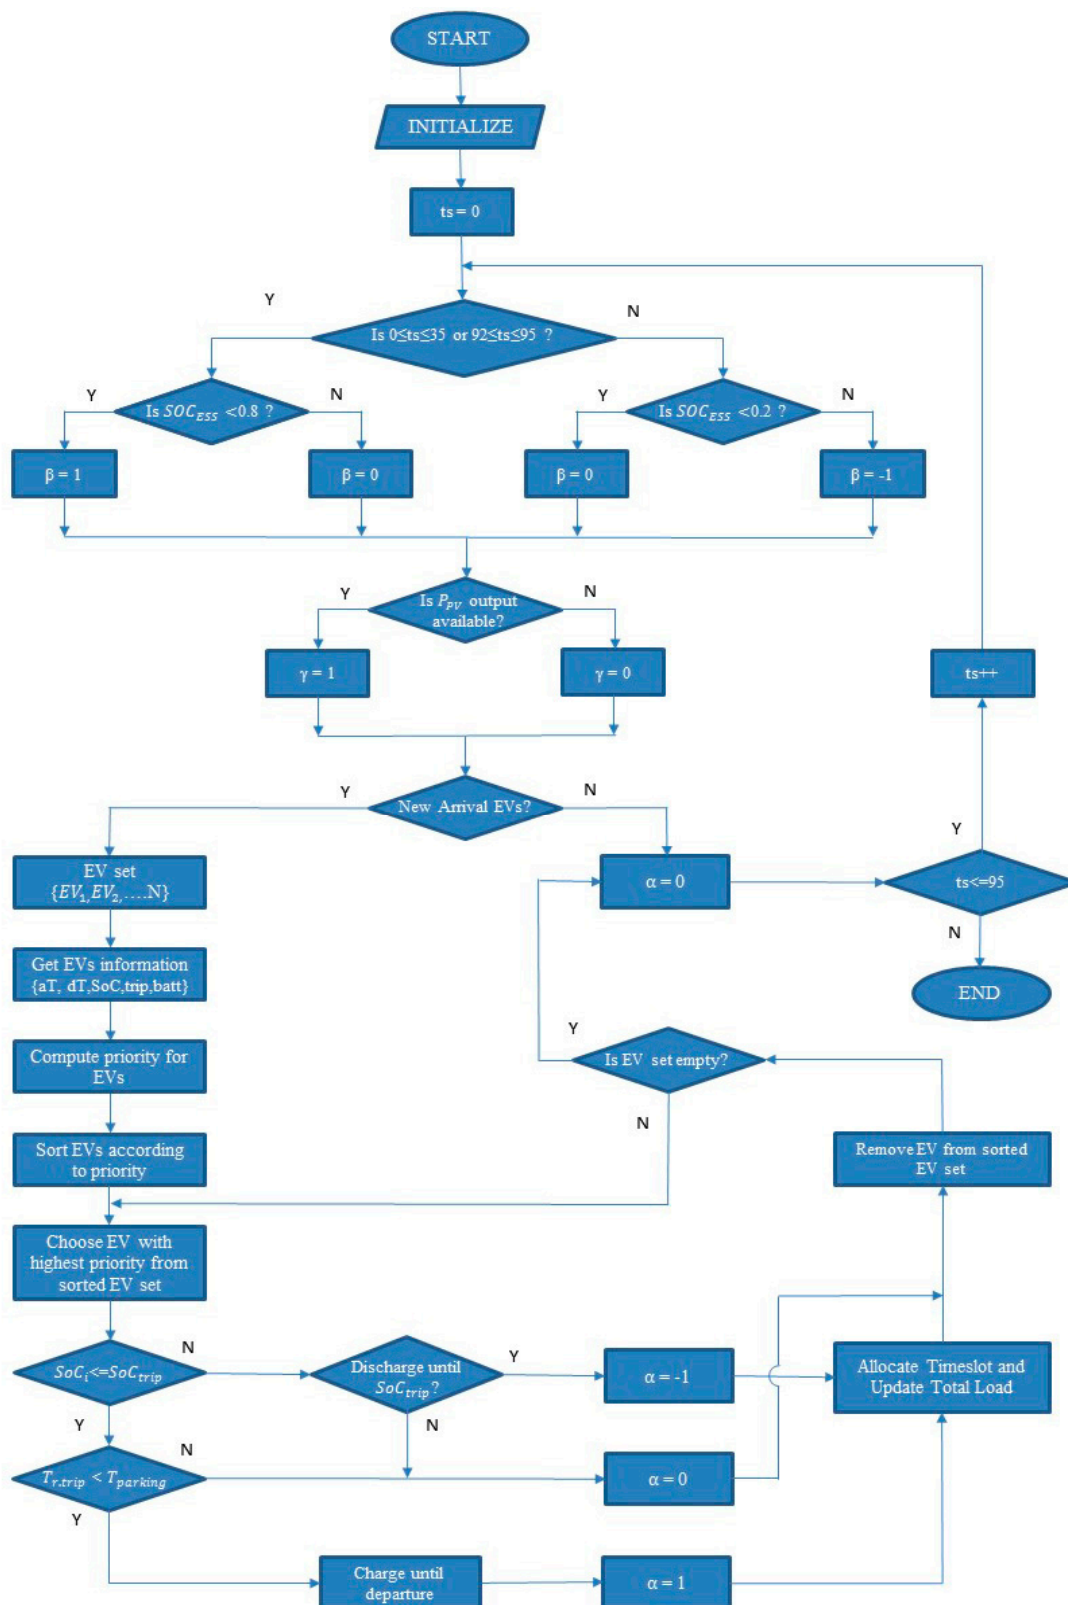 START
INITIALIZE
ts = 0
Y
N
Is 0≤ts≤35 or 92≤ts≤95 ?
Y
N
Y
N
Is SOC_ESS <0.8 ?
Is SOC_ESS <0.2 ?
β = 1
β = 0
β = 0
β = -1
Y
N
Is P_PV output
available?
γ = 1
γ = 0
ts++
Y
N
New Arrival EVs?
Y
EV set
{EV₁,EV₂,....N}
α = 0
ts<=95
N
Get EVs information
{aT, dT,SoC,trip,batt}
END
Y
Compute priority for
EVs
Is EV set empty?
N
Sort EVs according
to priority
Remove EV from sorted
EV set
Choose EV with
highest priority from
sorted EV set
N
Y
SoC_i<=SoC_trip
Discharge until
SoC_trip?
α = -1
Allocate Timeslot and
Update Total Load
Y
N
N
T_r.trip < T_parking
α = 0
Y
Charge until
departure
α = 1